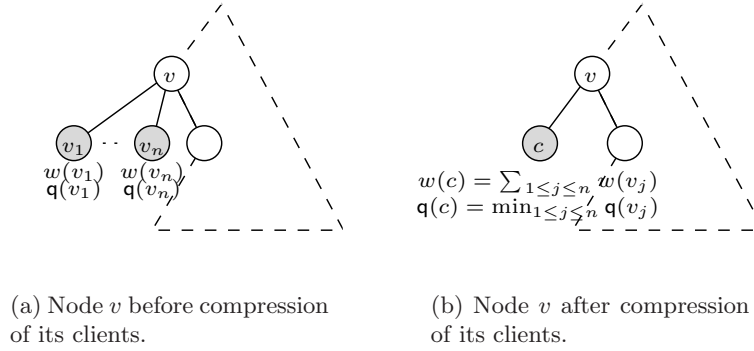 v
v₁ ·· vₙ
w(v₁) w(vₙ)
q(v₁) q(vₙ)
(a) Node v before compression
of its clients.
v
c
w(c) = ∑ 1≤j≤n w(vⱼ)
q(c) = min1≤j≤n q(vⱼ)
(b) Node v after compression
of its clients.